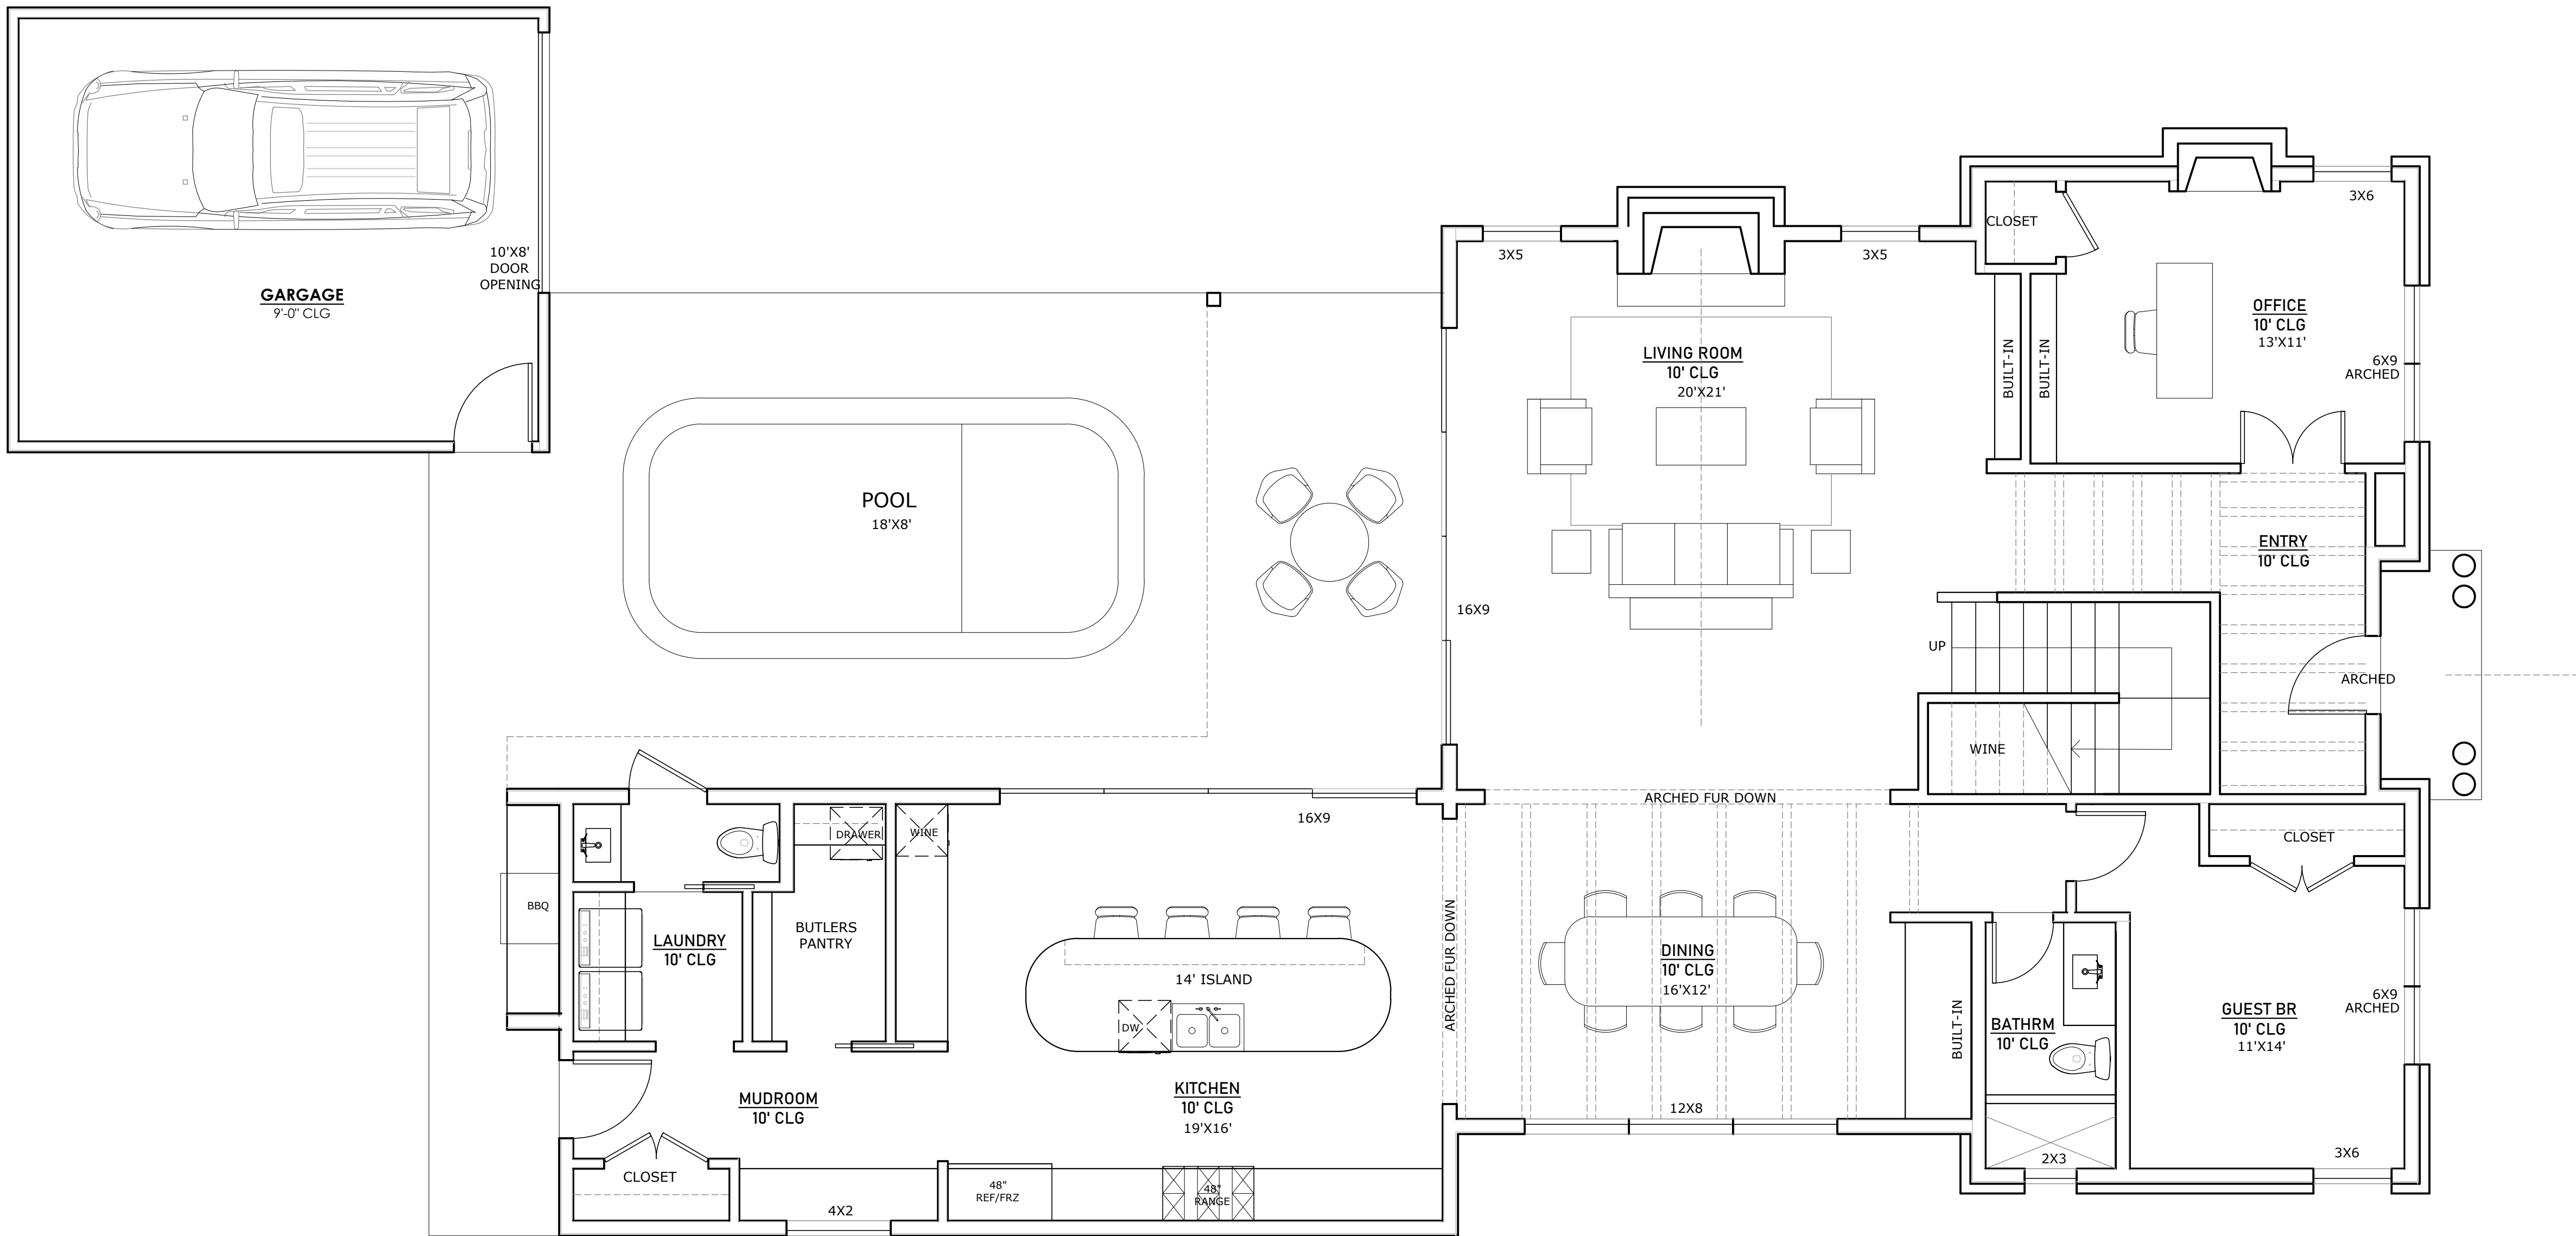 GARGAGE
9'-0" CLG
10'X8'
DOOR
OPENING
POOL
18'X8'
3X5
3X5
LIVING ROOM
10' CLG
20'X21'
16X9
CLOSET
BUILT-IN
BUILT-IN
3X6
OFFICE
10' CLG
13'X11'
6X9
ARCHED
ENTRY
10' CLG
UP
WINE
ARCHED
ARCHED FUR DOWN
BBQ
LAUNDRY
10' CLG
DRAWER
BUTLERS
PANTRY
WINE
16X9
14' ISLAND
DW
KITCHEN
10' CLG
19'X16'
MUDROOM
10' CLG
CLOSET
4X2
48"
REF/FRZ
48"
RANGE
ARCHED FUR DOWN
DINING
10' CLG
16'X12'
12X8
BUILT-IN
BATHRM
10' CLG
2X3
CLOSET
GUEST BR
10' CLG
11'X14'
6X9
ARCHED
3X6